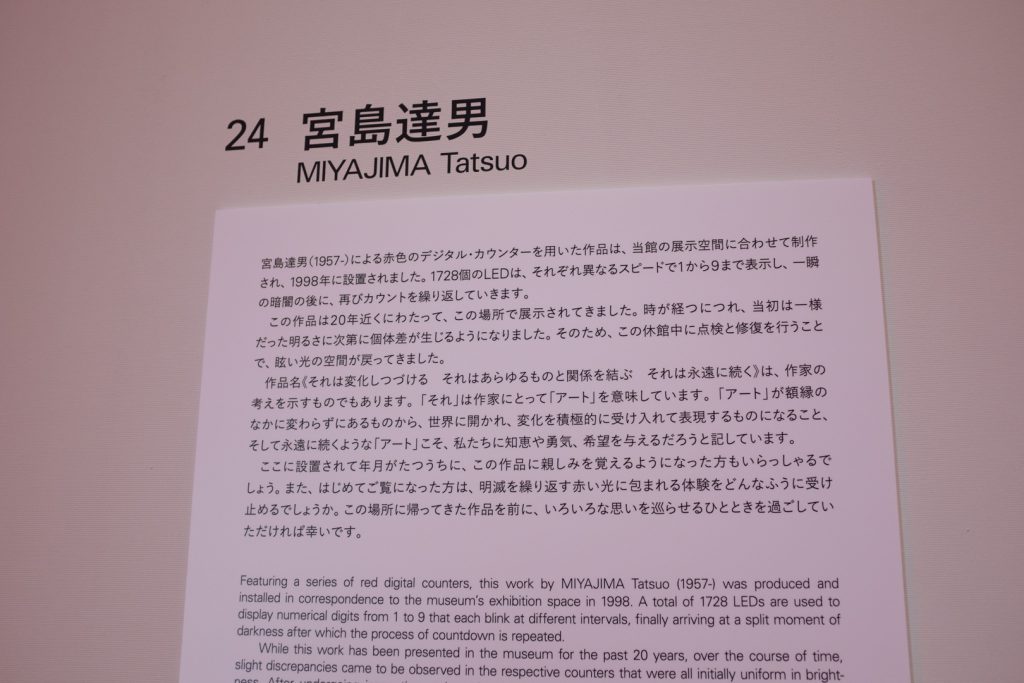 24 宮島達男
MIYAJIMA Tatsuo
宮島達男(1957-)による赤色のデジタル・カウンターを用いた作品は、当館の展示空間に合わせて制作
され、1998年に設置されました。1728個のLEDは、それぞれ異なるスピードで1から9まで表示し、一瞬
の暗闇の後に、再びカウントを繰り返していきます。
この作品は20年近くにわたって、この場所で展示されてきました。時が経つにつれ、当初は一様
だった明るさに次第に個体差が生じるようになりました。そのため、この休館中に点検と修復を行うこと
で、眩い光の空間が戻ってきました。
作品名《それは変化しつづける　それはあらゆるものと関係を結ぶ　それは永遠に続く》は、作家の
考えを示すものでもあります。「それ」は作家にとって「アート」を意味しています。「アート」が額縁の
なかに変わらずにあるものから、世界に開かれ、変化を積極的に受け入れて表現するものになること、
そして永遠に続くような「アート」こそ、私たちに知恵や勇気、希望を与えるだろうと記しています。
ここに設置されて年月がたつうちに、この作品に親しみを覚えるようになった方もいらっしゃるで
しょう。また、はじめてご覧になった方は、明滅を繰り返す赤い光に包まれる体験をどんなふうに受け
止めるでしょうか。この場所に帰ってきた作品を前に、いろいろな思いを巡らせるひとときを過ごしてい
ただければ幸いです。
Featuring a series of red digital counters, this work by MIYAJIMA Tatsuo (1957-) was produced and
installed in correspondence to the museum's exhibition space in 1998. A total of 1728 LEDs are used to
display numerical digits from 1 to 9 that each blink at different intervals, finally arriving at a split moment of
darkness after which the process of countdown is repeated.
While this work has been presented in the museum for the past 20 years, over the course of time,
slight discrepancies came to be observed in the respective counters that were all initially uniform in bright-
ness. After